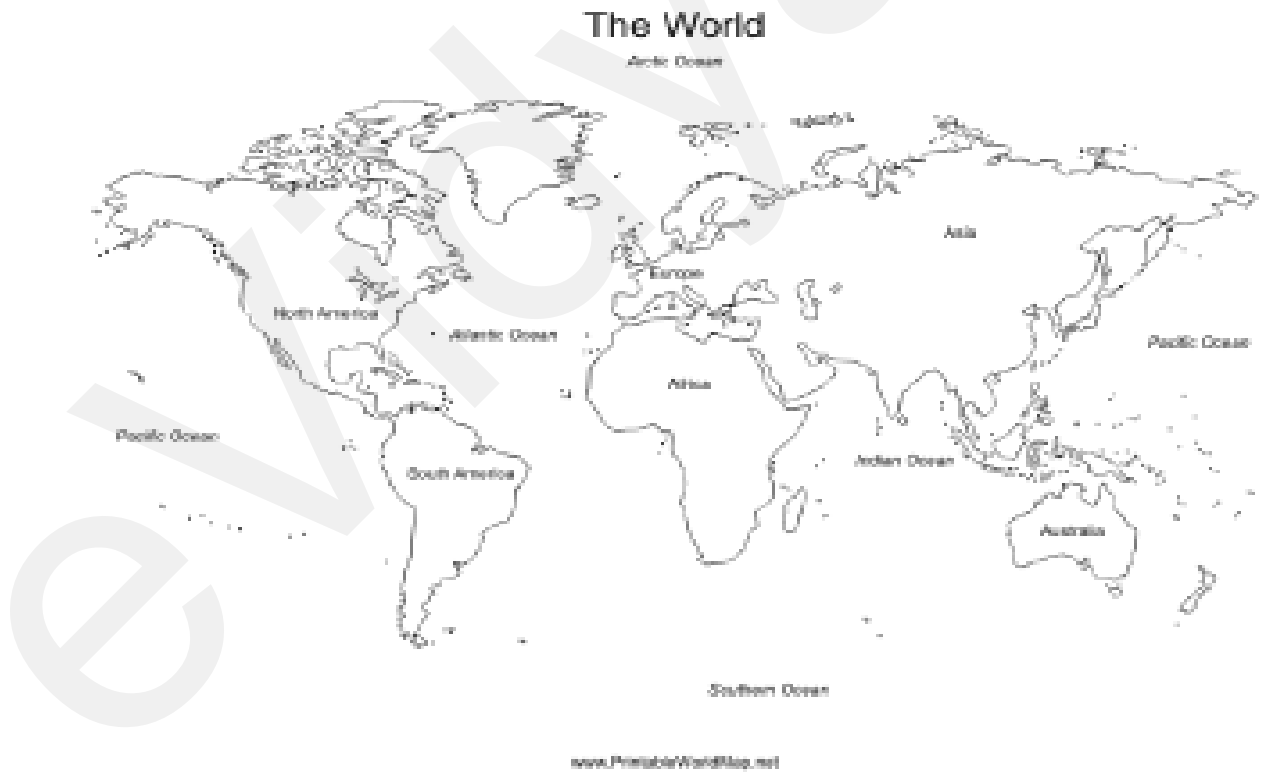 The World
Arctic Ocean
Asia
Europe
North America
Atlantic Ocean
Pacific Ocean
Africa
Pacific Ocean
Indian Ocean
South America
Australia
Southern Ocean
www.PrintableWorldMap.net
eVidya